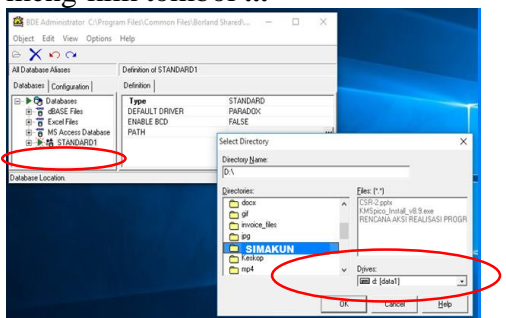 BDE Administrator C:\Program Files\Common Files\Borland Shared\...
Object Edit View Options Help
All Database Aliases
Definition of STANDARD1
Databases Configuration
Definition
Databases
dBASE Files
Excel Files
MS Access Database
STANDARD1
Type STANDARD
DEFAULT DRIVER PARADOX
ENABLE BCD FALSE
PATH
Database Location.
Select Directory
Directory Name:
D:\
Directories:
docx
gif
invoice_files
jpg
SIMAKUN
Keskop
mp4
Files: (*.*)
CSR-2.pptx
KMSpico_Install_v8.9.exe
RENCANA AKSI REALISASI PROGR
Drives:
d: [data1]
OK Cancel Help